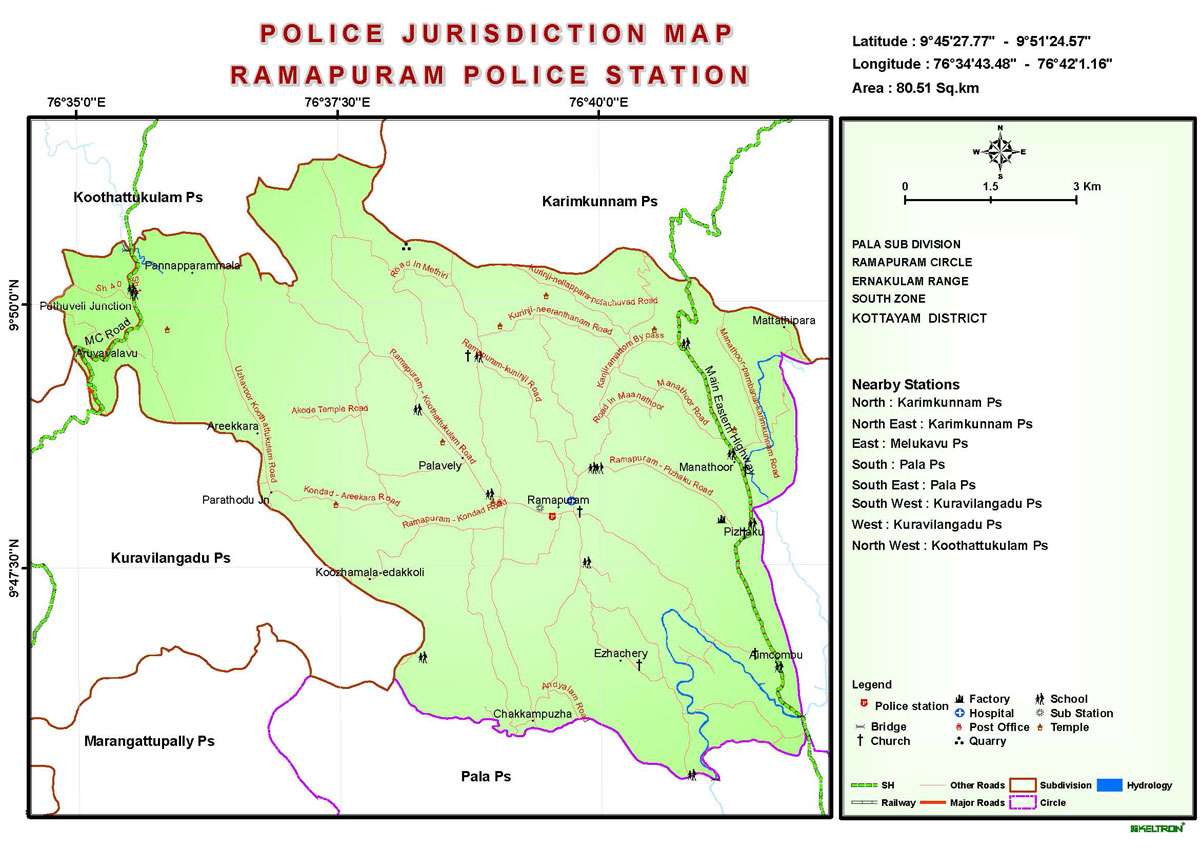 POLICE JURISDICTION MAP
RAMAPURAM POLICE STATION
Latitude : 9°45'27.77" - 9°51'24.57"
Longitude : 76°34'43.48" - 76°42'1.16"
Area : 80.51 Sq.km
76°35'0"E
76°37'30"E
76°40'0"E
9°50'0"N
9°47'30"N
Koothattukulam Ps
Karimkunnam Ps
Pannapparammala
Sh 40
Puthuveli Junction
MC Road
Aruvavalavu
Road In Methiri
Kurinji-nellappara-polachuvad Road
Kurinji-neeranthanam Road
Mattathipara
Ramapuram-kurinji Road
Kanjiramattom By pass
Manathoor-pambanal-karimkunnam Road
Ramapuram - Koothattukulam Road
Uzhavoor Koothattukulam Road
Main Eastern Highway
Manathoor Road
Road In Maanathoor
Akode Temple Road
Areekkara
Palavely
Ramapuram - Pizhaku Road
Manathoor
Parathodu Jn
Kondad - Areekara Road
Ramapuram
Ramapuram - Kondad Road
Pizhaku
Kuravilangadu Ps
Koozhamala-edakkoli
Ezhachery
Aimcombu
Andyalam Road
Chakkampuzha
Marangattupally Ps
Pala Ps
N
W
E
S
0
1.5
3 Km
PALA SUB DIVISION
RAMAPURAM CIRCLE
ERNAKULAM RANGE
SOUTH ZONE
KOTTAYAM DISTRICT
Nearby Stations
North : Karimkunnam Ps
North East : Karimkunnam Ps
East : Melukavu Ps
South : Pala Ps
South East : Pala Ps
South West : Kuravilangadu Ps
West : Kuravilangadu Ps
North West : Koothattukulam Ps
Legend
Police station
Factory
School
Hospital
Sub Station
Bridge
Post Office
Temple
Church
Quarry
SH
Other Roads
Subdivision
Hydrology
Railway
Major Roads
Circle
KELTRON